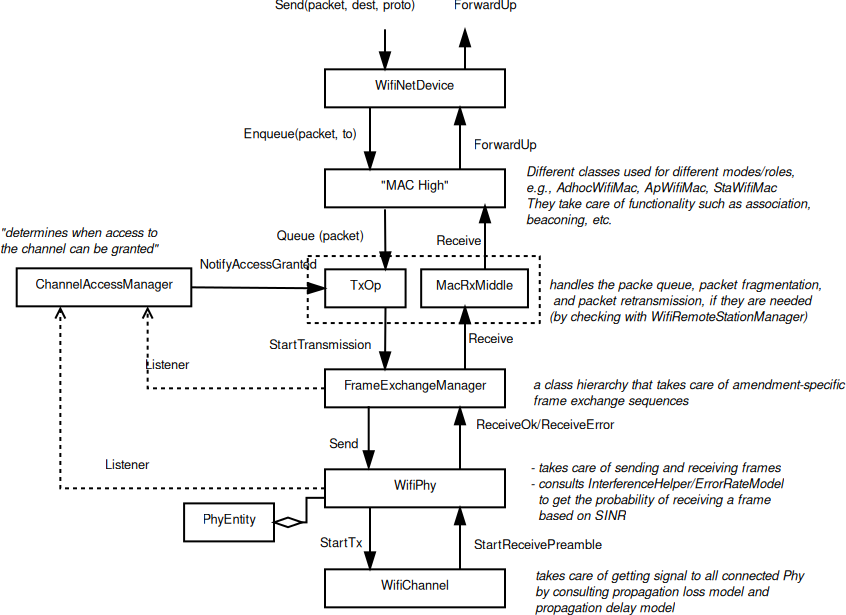 Send(packet, dest, proto)
ForwardUp
WifiNetDevice
Enqueue(packet, to)
ForwardUp
"MAC High"
Different classes used for different modes/roles,
e.g., AdhocWifiMac, ApWifiMac, StaWifiMac
They take care of functionality such as association,
beaconing, etc.
"determines when access to
the channel can be granted"
Queue (packet)
Receive
NotifyAccessGranted
ChannelAccessManager
TxOp
MacRxMiddle
handles the packe queue, packet fragmentation,
and packet retransmission, if they are needed
(by checking with WifiRemoteStationManager)
StartTransmission
Receive
Listener
FrameExchangeManager
a class hierarchy that takes care of amendment-specific
frame exchange sequences
ReceiveOk/ReceiveError
Send
Listener
WifiPhy
- takes care of sending and receiving frames
- consults InterferenceHelper/ErrorRateModel
to get the probability of receiving a frame
based on SINR
PhyEntity
StartTx
StartReceivePreamble
WifiChannel
takes care of getting signal to all connected Phy
by consulting propagation loss model and
propagation delay model